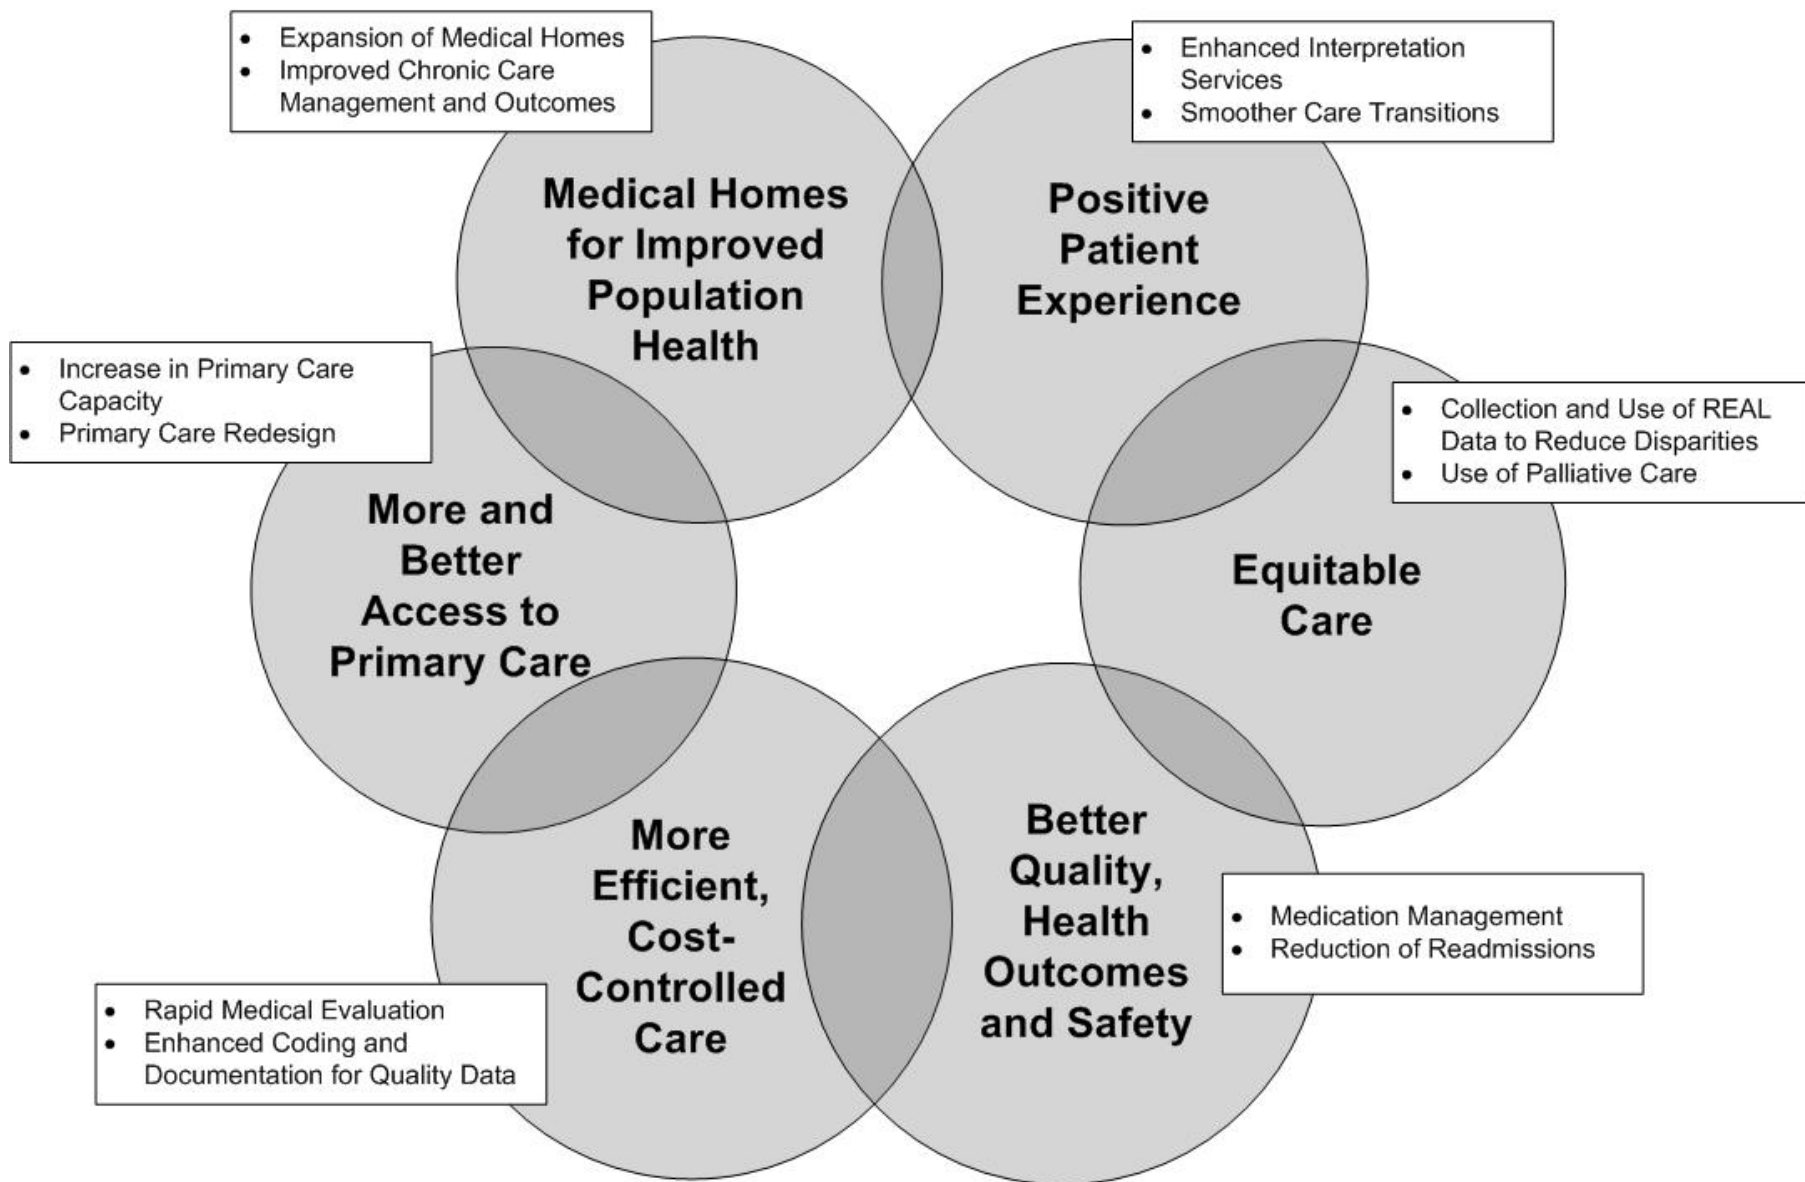 • Expansion of Medical Homes
• Improved Chronic Care
Management and Outcomes
Medical Homes
for Improved
Population
Health
• Enhanced Interpretation
Services
• Smoother Care Transitions
Positive
Patient
Experience
• Increase in Primary Care
Capacity
• Primary Care Redesign
More and
Better
Access to
Primary Care
• Collection and Use of REAL
Data to Reduce Disparities
• Use of Palliative Care
Equitable
Care
More
Efficient,
Cost-
Controlled
Care
• Rapid Medical Evaluation
• Enhanced Coding and
Documentation for Quality Data
Better
Quality,
Health
Outcomes
and Safety
• Medication Management
• Reduction of Readmissions